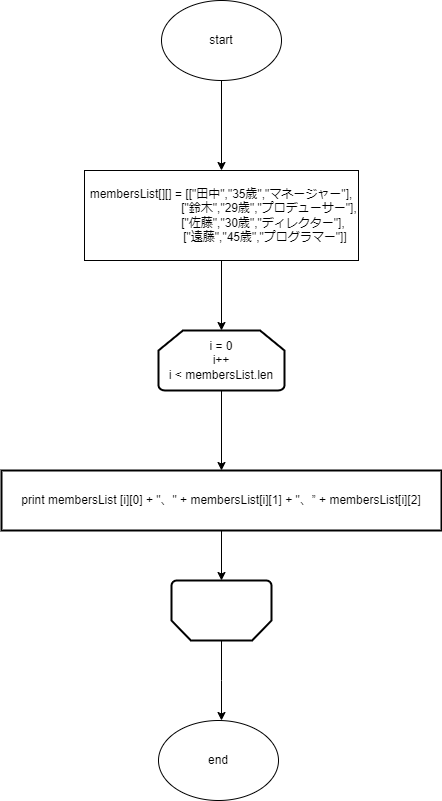 start
membersList[][] = [["田中","35歳","マネージャー"],
["鈴木","29歳","プロデューサー"],
["佐藤","30歳","ディレクター"],
["遠藤","45歳","プログラマー"]]
i = 0
i++
i < membersList.len
print membersList [i][0] + "、" + membersList[i][1] + "、" + membersList[i][2]
end